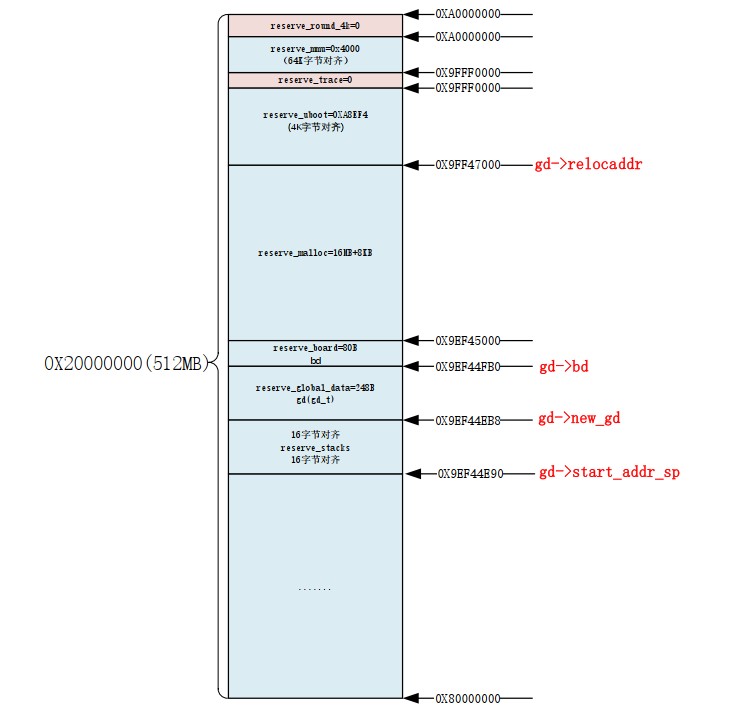 reserve_round_4k=0
0XA0000000
0XA0000000
reserve_mmm=0x4000
(64K字节对齐)
0X9FFF0000
reserve_trace=0
0X9FFF0000
reserve_uboot=0XA8EF4
(4K字节对齐)
0X9FF47000
gd->relocaddr
reserve_malloc=16MB+8KB
0X20000000(512MB)
0X9EF45000
reserve_board=80B
bd
0X9EF44FB0
gd->bd
reserve_global_data=248B
gd(gd_t)
0X9EF44EB8
gd->new_gd
16字节对齐
reserve_stacks
16字节对齐
0X9EF44E90
gd->start_addr_sp
.......
0X80000000